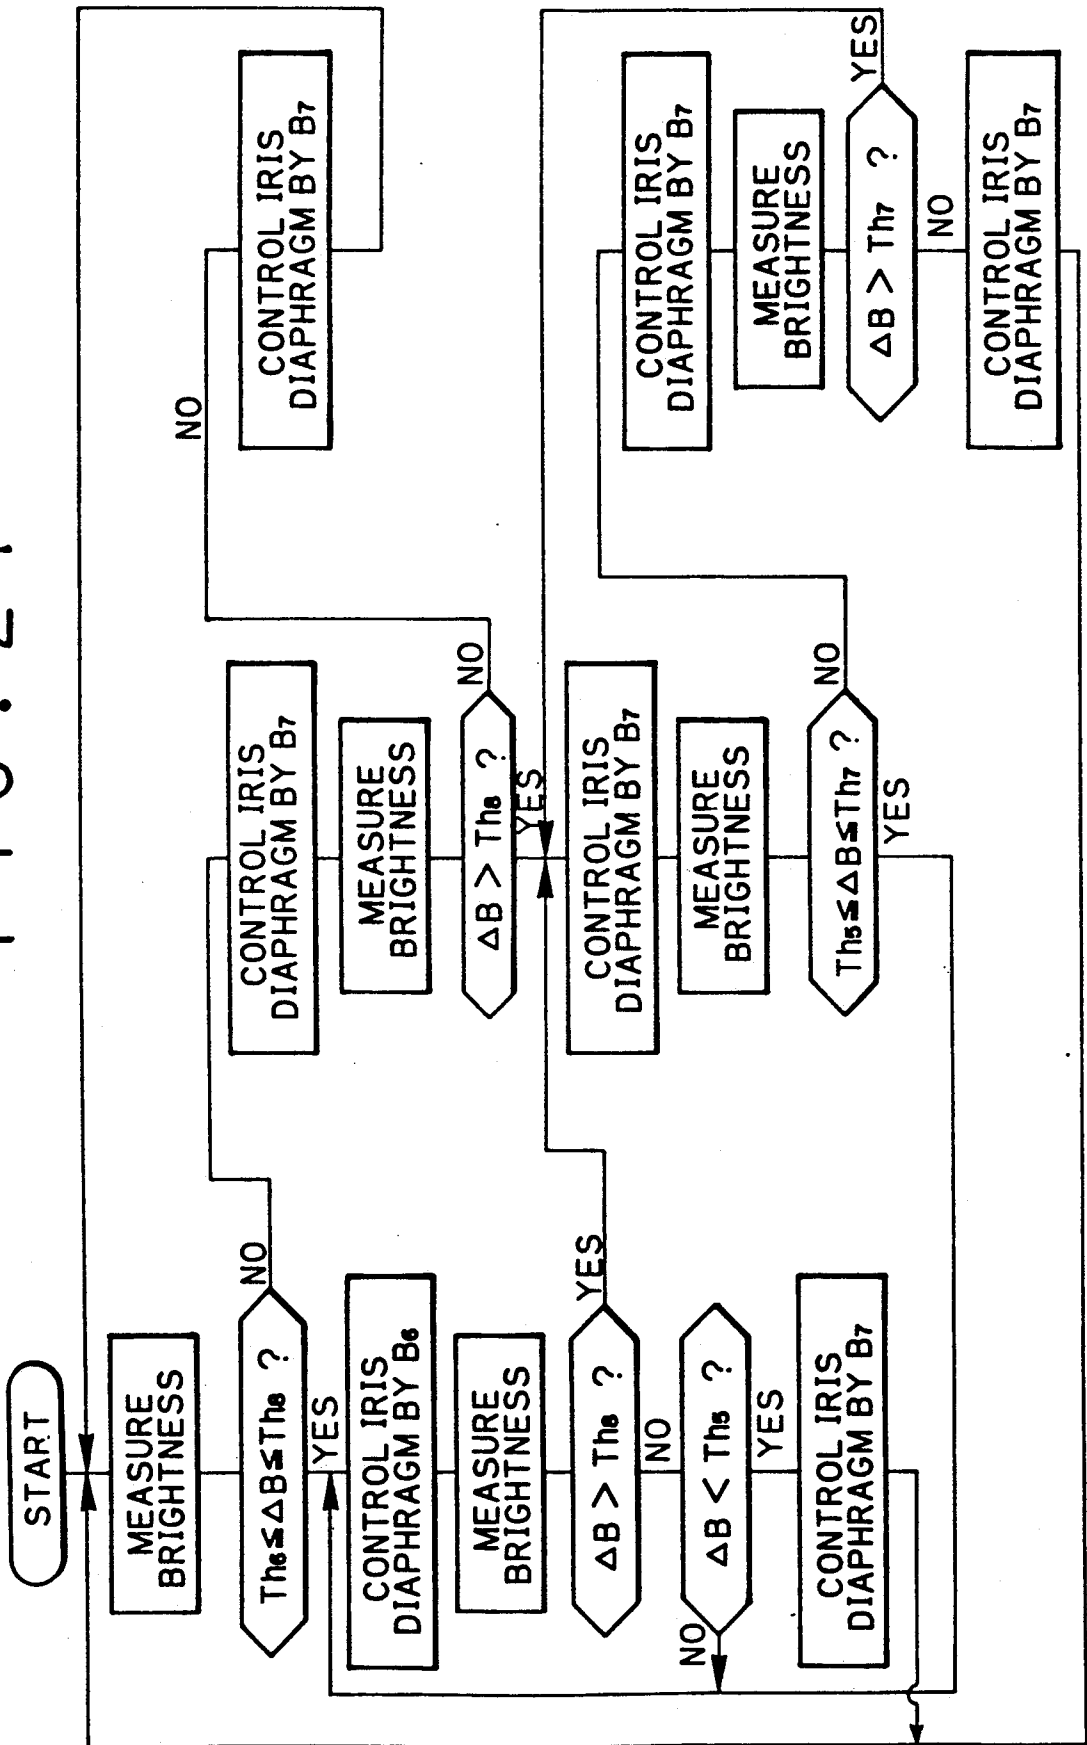 START
MEASURE
BRIGHTNESS
Th6≦ΔB≦Th8 ?
NO
YES
CONTROL IRIS
DIAPHRAGM BY B6
MEASURE
BRIGHTNESS
ΔB > Th8 ?
YES
NO
ΔB < Th5 ?
NO
YES
CONTROL IRIS
DIAPHRAGM BY B7
CONTROL IRIS
DIAPHRAGM BY B7
MEASURE
BRIGHTNESS
ΔB > Th8 ?
NO
YES
CONTROL IRIS
DIAPHRAGM BY B7
MEASURE
BRIGHTNESS
Th5≦ΔB≦Th7 ?
NO
YES
NO
CONTROL IRIS
DIAPHRAGM BY B7
CONTROL IRIS
DIAPHRAGM BY B7
MEASURE
BRIGHTNESS
ΔB > Th7 ?
YES
NO
CONTROL IRIS
DIAPHRAGM BY B7